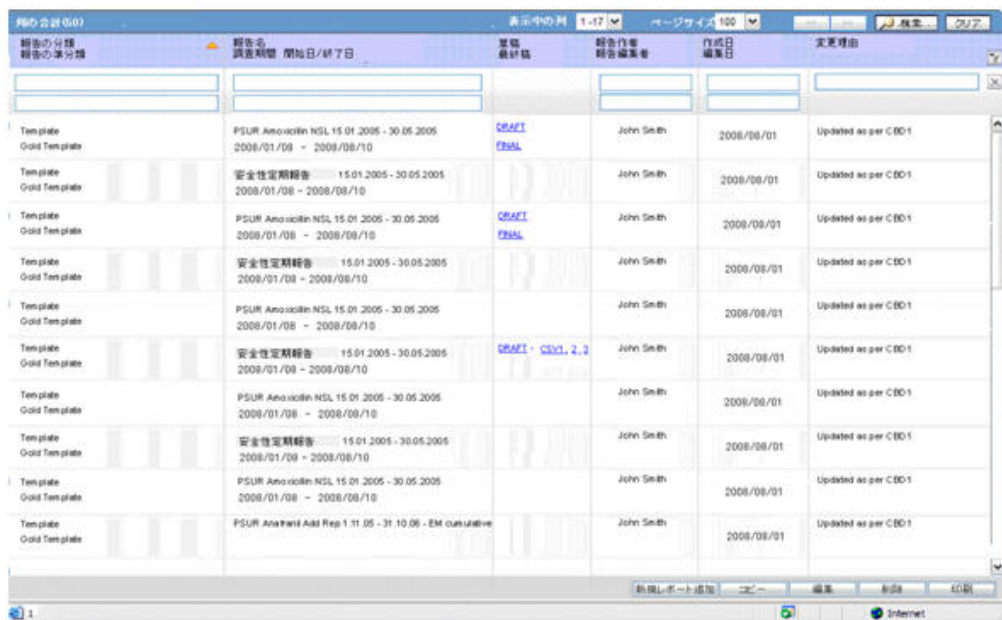 列の合計(50) 表示中の列 1-17 ページサイズ 100 検索... クリア
報告の分類 報告名 草稿 報告作者 作成日 変更理由
報告の準分類 調査期間 開始日/終了日 最終稿 報告編集者 編集日
Template PSUR Amoxicillin NSL 15.01.2005 - 30.05.2005 DRAFT John Smith 2008/08/01 Updated as per CBD1
Gold Template 2008/01/08 - 2008/08/10 FINAL
Template 安全性定期報告 15.01.2005 - 30.05.2005 John Smith 2008/08/01 Updated as per CBD1
Gold Template 2008/01/08 - 2008/08/10
Template PSUR Amoxicillin NSL 15.01.2005 - 30.05.2005 DRAFT John Smith 2008/08/01 Updated as per CBD1
Gold Template 2008/01/08 - 2008/08/10 FINAL
Template 安全性定期報告 15.01.2005 - 30.05.2005 John Smith 2008/08/01 Updated as per CBD1
Gold Template 2008/01/08 - 2008/08/10
Template PSUR Amoxicillin NSL 15.01.2005 - 30.05.2005 John Smith 2008/08/01 Updated as per CBD1
Gold Template 2008/01/08 - 2008/08/10
Template 安全性定期報告 15.01.2005 - 30.05.2005 DRAFT - CSV1, 2, 3 John Smith 2008/08/01 Updated as per CBD1
Gold Template 2008/01/08 - 2008/08/10
Template PSUR Amoxicillin NSL 15.01.2005 - 30.05.2005 John Smith 2008/08/01 Updated as per CBD1
Gold Template 2008/01/08 - 2008/08/10
Template 安全性定期報告 15.01.2005 - 30.05.2005 John Smith 2008/08/01 Updated as per CBD1
Gold Template 2008/01/08 - 2008/08/10
Template PSUR Amoxicillin NSL 15.01.2005 - 30.05.2005 John Smith 2008/08/01 Updated as per CBD1
Gold Template 2008/01/08 - 2008/08/10
Template PSUR Anatranil Add Rep 1.11.05 - 31.10.06 - EM cumulative John Smith 2008/08/01 Updated as per CBD1
Gold Template
新規レポート追加 コピー 編集 削除 印刷
1 Internet